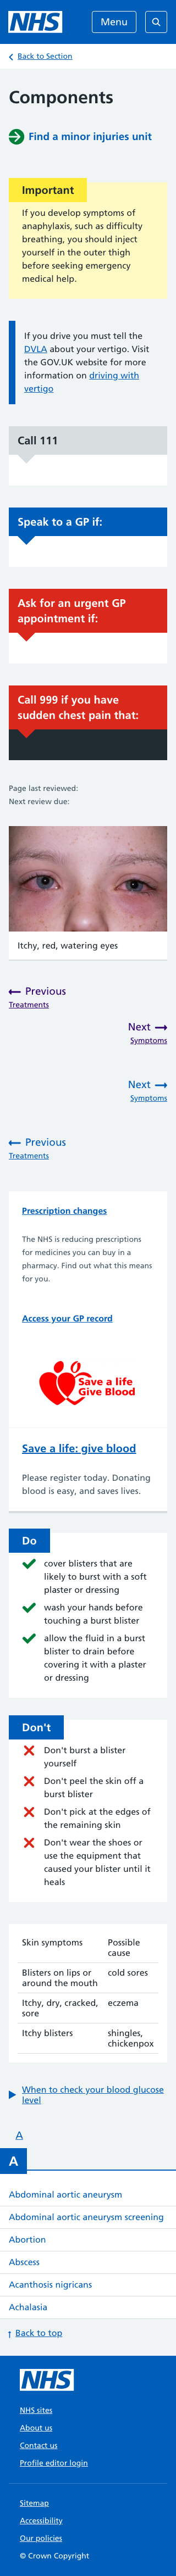 NHS
Menu
Back to Section
Components
Find a minor injuries unit
Important
If you develop symptoms of
anaphylaxis, such as difficulty
breathing, you should inject
yourself in the outer thigh
before seeking emergency
medical help.
If you drive you must tell the
DVLA about your vertigo. Visit
the GOV.UK website for more
information on driving with
vertigo
Call 111
Speak to a GP if:
Ask for an urgent GP
appointment if:
Call 999 if you have
sudden chest pain that:
Page last reviewed:
Next review due:
Itchy, red, watering eyes
Previous
Treatments
Next
Symptoms
Next
Symptoms
Previous
Treatments
Prescription changes
The NHS is reducing prescriptions
for medicines you can buy in a
pharmacy. Find out what this means
for you.
Access your GP record
Save a life
Give Blood
Save a life: give blood
Please register today. Donating
blood is easy, and saves lives.
Do
cover blisters that are
likely to burst with a soft
plaster or dressing
wash your hands before
touching a burst blister
allow the fluid in a burst
blister to drain before
covering it with a plaster
or dressing
Don't
Don't burst a blister
yourself
Don't peel the skin off a
burst blister
Don't pick at the edges of
the remaining skin
Don't wear the shoes or
use the equipment that
caused your blister until it
heals
Skin symptoms Possible
cause
Blisters on lips or cold sores
around the mouth
Itchy, dry, cracked, eczema
sore
Itchy blisters shingles,
chickenpox
When to check your blood glucose
level
A
A
Abdominal aortic aneurysm
Abdominal aortic aneurysm screening
Abortion
Abscess
Acanthosis nigricans
Achalasia
Back to top
NHS
NHS sites
About us
Contact us
Profile editor login
Sitemap
Accessibility
Our policies
© Crown Copyright